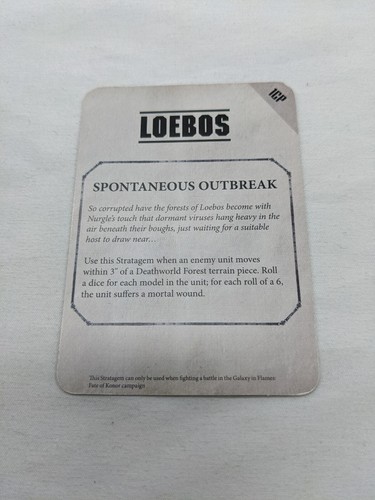 1CP
LOEBOS
SPONTANEOUS OUTBREAK
So corrupted have the forests of Loebos become with
Nurgle's touch that dormant viruses hang heavy in the
air beneath their boughs, just waiting for a suitable
host to draw near…
Use this Stratagem when an enemy unit moves
within 3" of a Deathworld Forest terrain piece. Roll
a dice for each model in the unit; for each roll of a 6,
the unit suffers a mortal wound.
This Stratagem can only be used when fighting a battle in the Galaxy in Flames:
Fate of Konor campaign